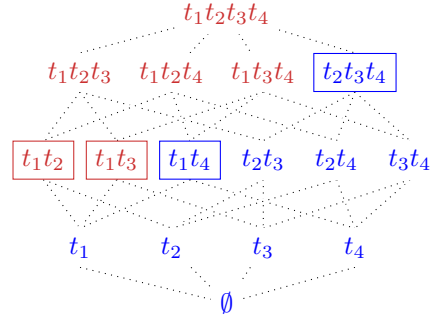 t₁t₂t₃t₄
t₁t₂t₃ t₁t₂t₄ t₁t₃t₄ t₂t₃t₄
t₁t₂ t₁t₃ t₁t₄ t₂t₃ t₂t₄ t₃t₄
t₁ t₂ t₃ t₄
∅